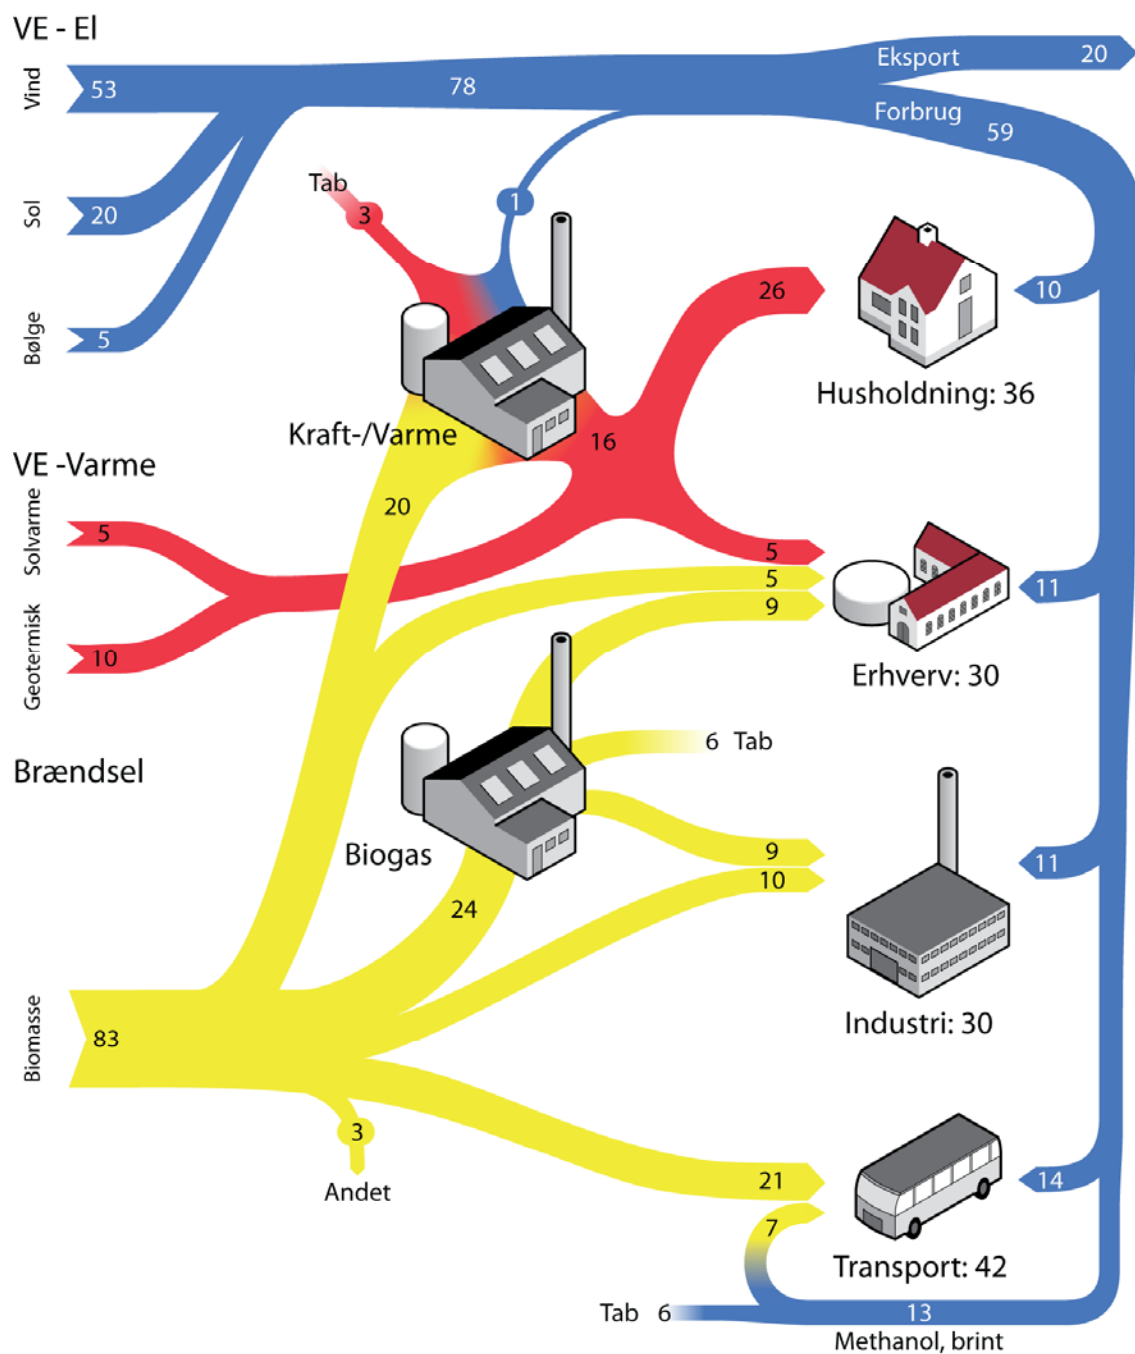 VE - El
Vind
53
78
Eksport
20
Forbrug
59
Sol
20
Tab
3
1
Bølge
5
26
10
Husholdning: 36
Kraft-/Varme
16
VE -Varme
20
Solvarme
5
5
5
11
9
Geotermisk
10
Erhverv: 30
6 Tab
Brændsel
Biogas
9
10
11
24
Industri: 30
Biomasse
83
3
Andet
21
14
7
Transport: 42
Tab 6
13
Methanol, brint